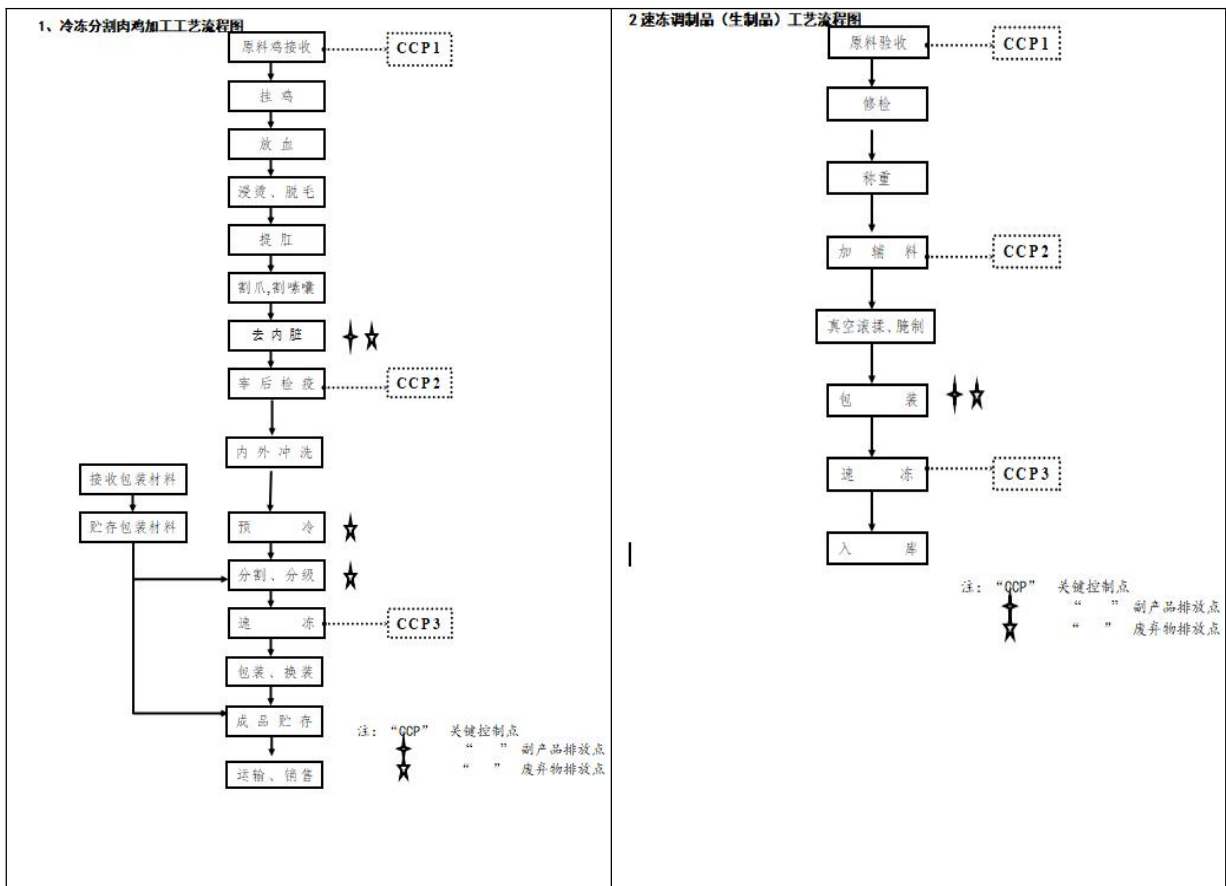 1、冷冻分割肉鸡加工工艺流程图
原料鸡接收
CCP1
挂 鸡
放 血
浸烫、脱毛
提 肛
割爪,割嗉囊
去 内 脏
宰 后 检 疫
CCP2
内 外 冲 洗
接收包装材料
贮存包装材料
预 冷
分割、分级
速 冻
CCP3
包装、换装
成 品 贮 存
运输、销售
注：“CCP” 关键控制点
“ ” 副产品排放点
“ ” 废弃物排放点
2速冻调制品（生制品）工艺流程图
原料验收
CCP1
修检
称重
加 辅 料
CCP2
真空滚揉、腌制
包 装
速 冻
CCP3
入 库
注：“CCP” 关键控制点
“ ” 副产品排放点
“ ” 废弃物排放点